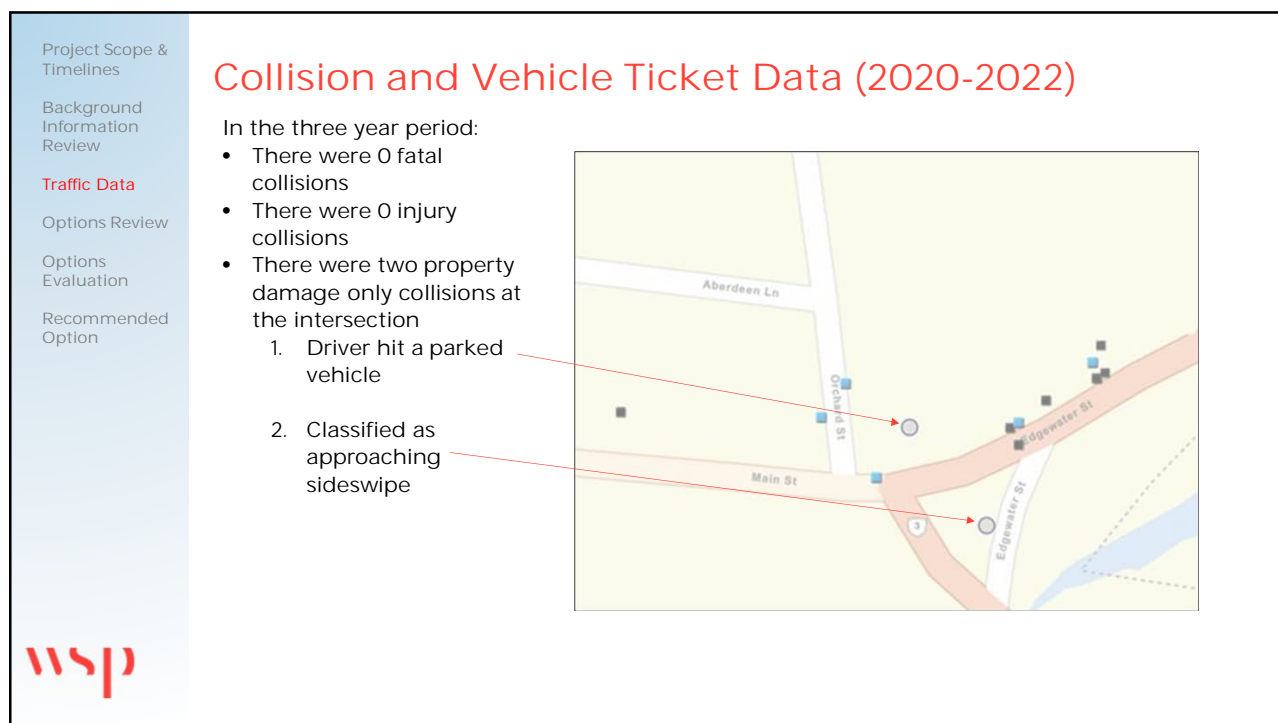 Project Scope &
Timelines
Background
Information
Review
Traffic Data
Options Review
Options
Evaluation
Recommended
Option
wsp
Collision and Vehicle Ticket Data (2020-2022)
In the three year period:
• There were 0 fatal
collisions
• There were 0 injury
collisions
• There were two property
damage only collisions at
the intersection
1. Driver hit a parked
vehicle
2. Classified as
approaching
sideswipe
Aberdeen Ln
Orchard St
Main St
Edgewater St
3
Edgewater St